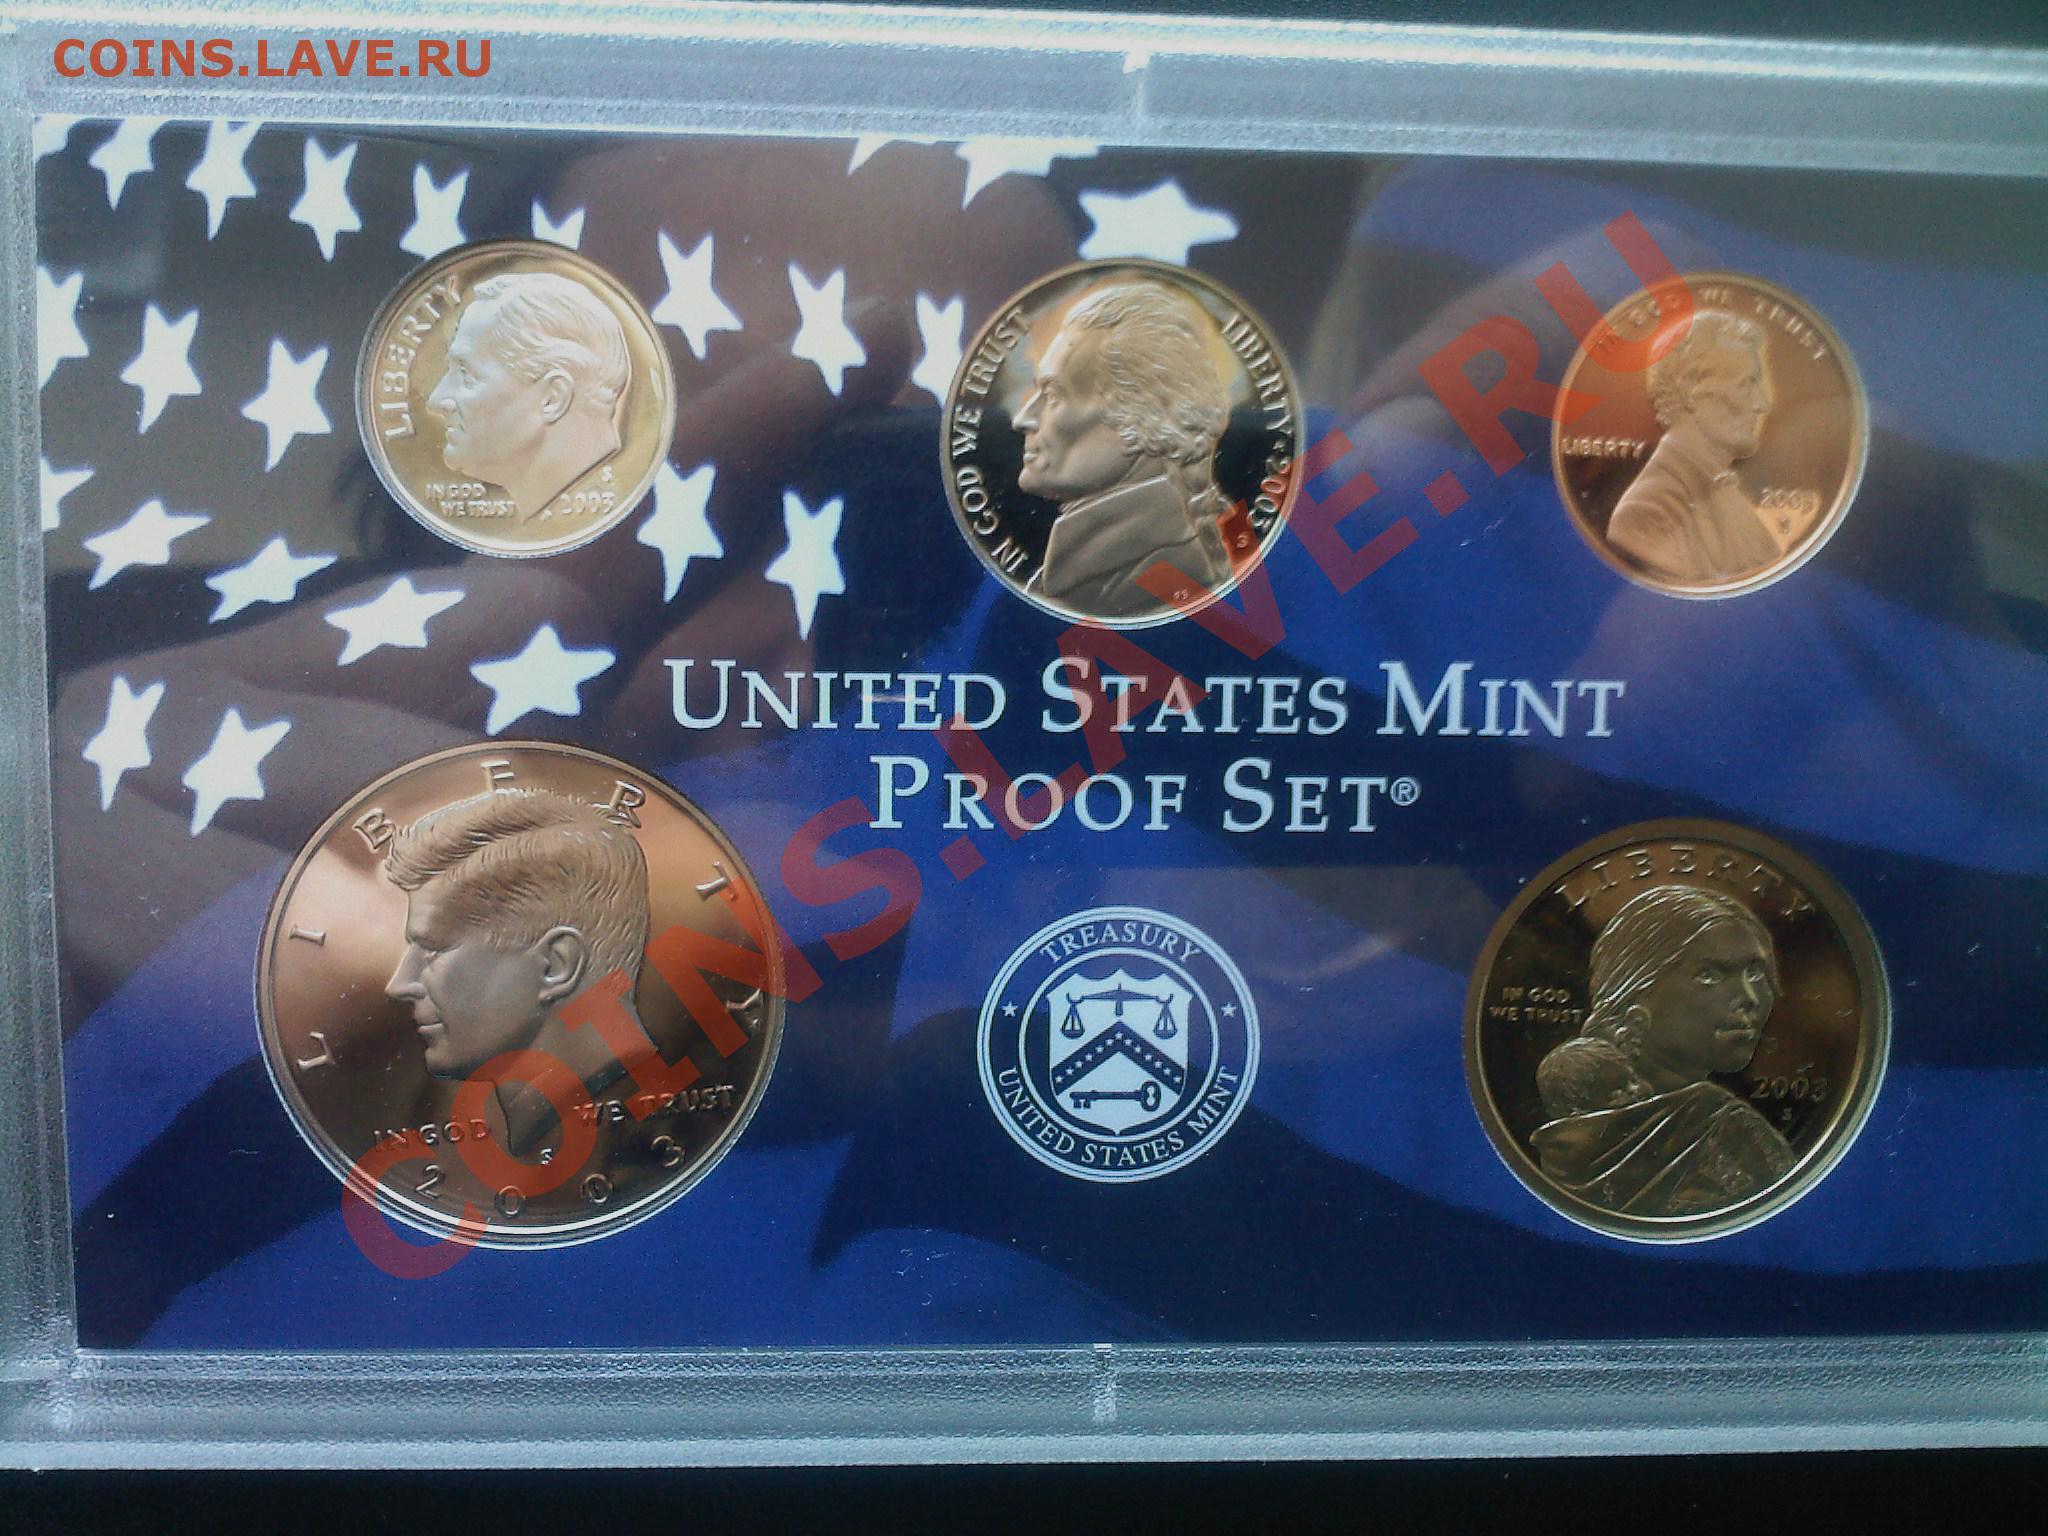 COINS.LAVE.RU
LIBERTY
IN GOD
WE TRUST
S
2003
IN GOD WE TRUST
LIBERTY
2003
S
IN GOD WE TRUST
LIBERTY
2003
S
UNITED STATES MINT
PROOF SET®
LIBERTY
IN GOD WE TRUST
S
2003
TREASURY
UNITED STATES MINT
LIBERTY
IN GOD
WE TRUST
2003
S
COINS.LAVE.RU